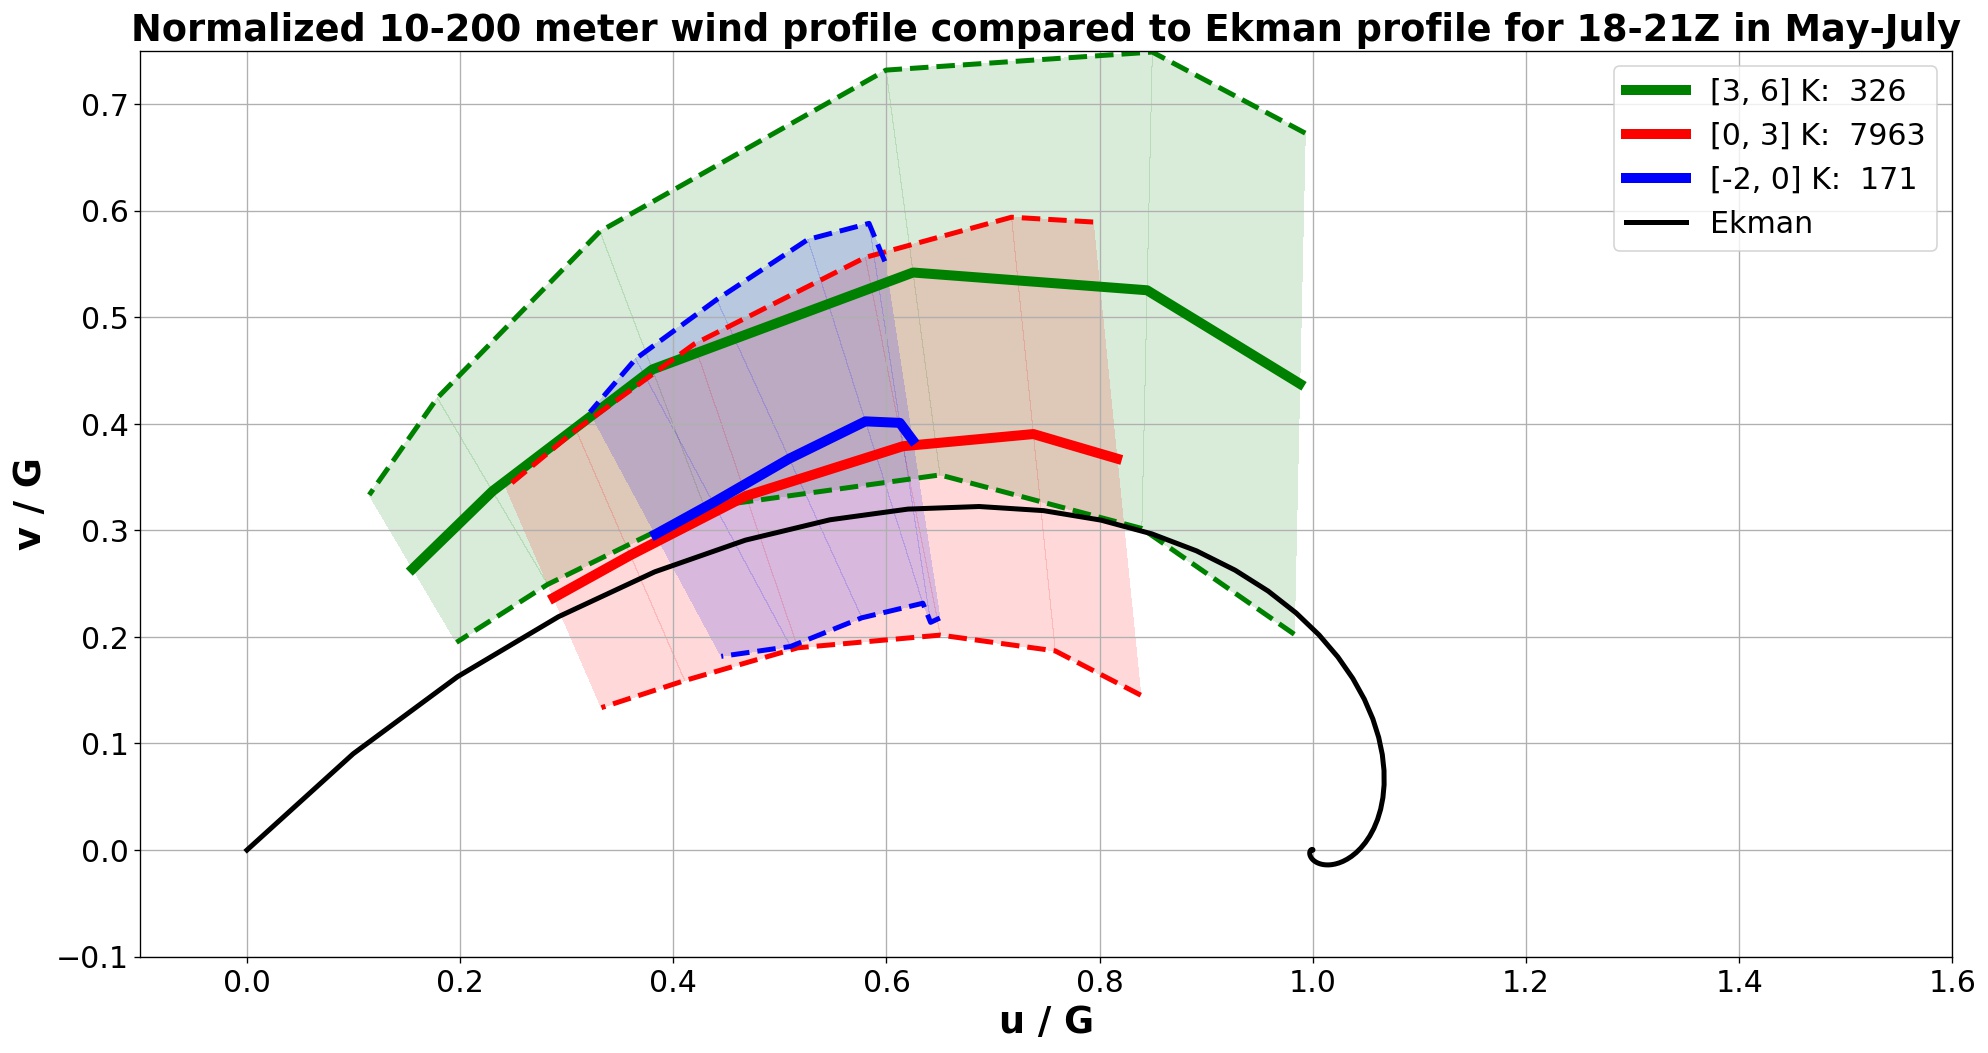 Normalized 10-200 meter wind profile compared to Ekman profile for 18-21Z in May-July
[3, 6] K: 326
[0, 3] K: 7963
[-2, 0] K: 171
Ekman
v / G
0.7
0.6
0.5
0.4
0.3
0.2
0.1
0.0
−0.1
0.0 0.2 0.4 0.6 0.8 1.0 1.2 1.4 1.6
u / G